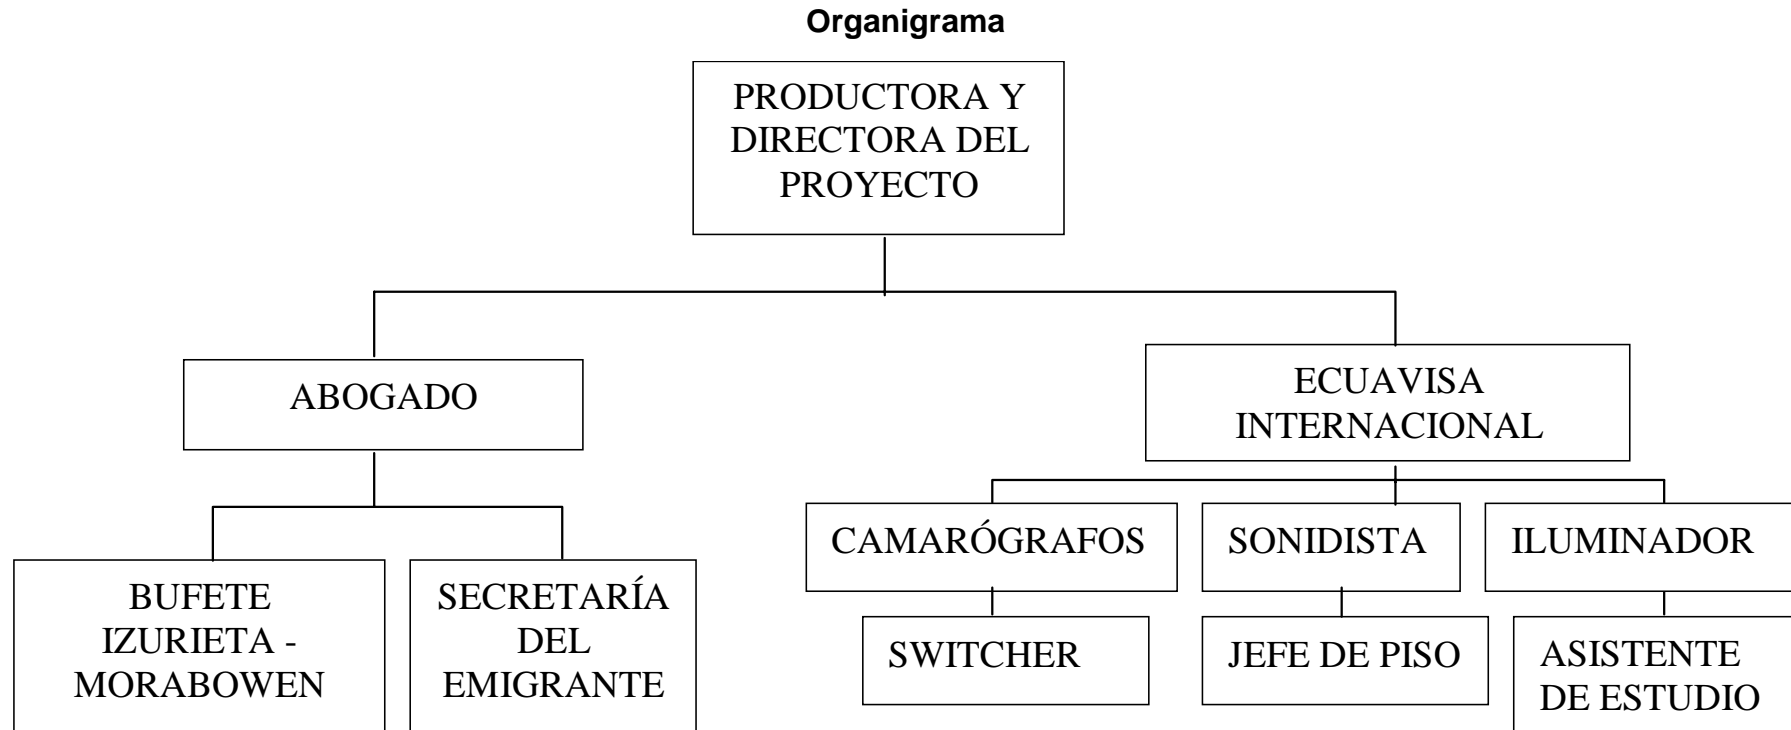 Organigrama
PRODUCTORA Y
DIRECTORA DEL
PROYECTO
ABOGADO
ECUAVISA
INTERNACIONAL
BUFETE
IZURIETA -
MORABOWEN
SECRETARÍA
DEL
EMIGRANTE
CAMARÓGRAFOS
SONIDISTA
ILUMINADOR
SWITCHER
JEFE DE PISO
ASISTENTE
DE ESTUDIO